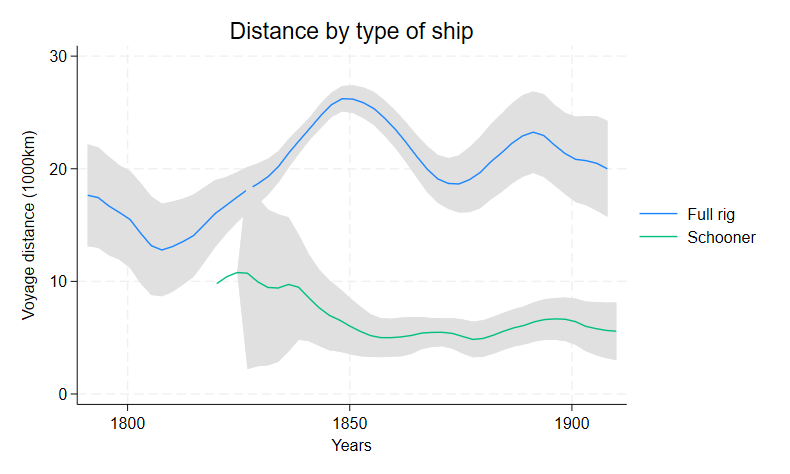 Distance by type of ship
Voyage distance (1000km)
30
20
10
0
1800
1850
1900
Years
Full rig
Schooner